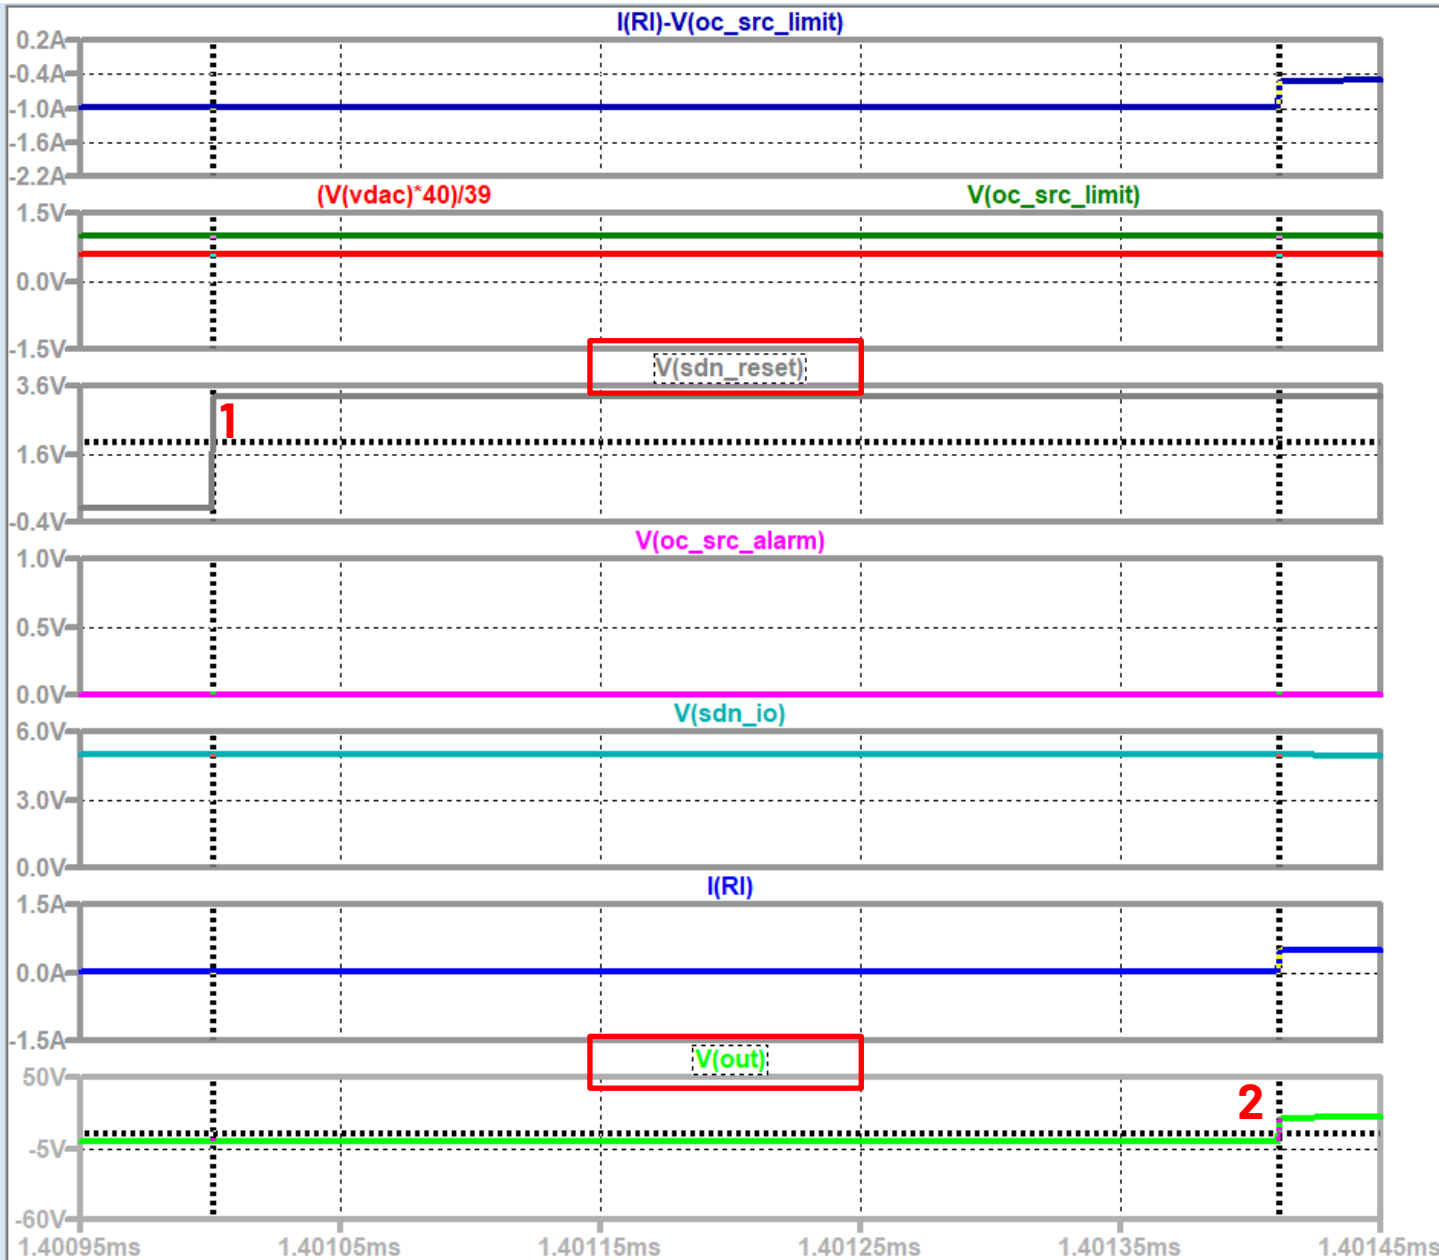 I(RI)-V(oc_src_limit)
0.2A
-0.4A
-1.0A
-1.6A
-2.2A
(V(vdac)*40)/39 V(oc_src_limit)
1.5V
0.0V
-1.5V
V(sdn_reset)
3.6V
1
1.6V
-0.4V
V(oc_src_alarm)
1.0V
0.5V
0.0V
V(sdn_io)
6.0V
3.0V
0.0V
I(RI)
1.5A
0.0A
-1.5A
V(out)
50V
2
-5V
-60V
1.40095ms 1.40105ms 1.40115ms 1.40125ms 1.40135ms 1.40145ms